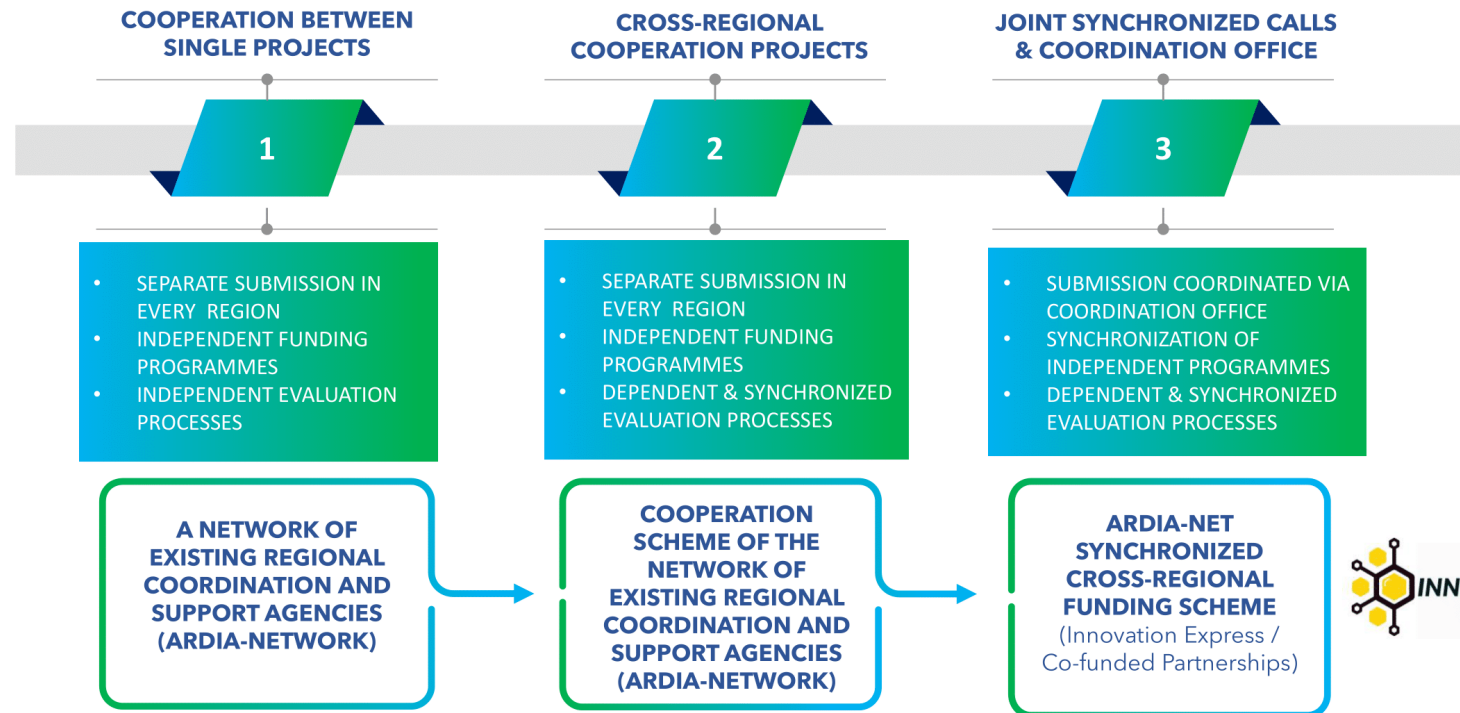 COOPERATION BETWEEN
SINGLE PROJECTS
1
• SEPARATE SUBMISSION IN
EVERY REGION
• INDEPENDENT FUNDING
PROGRAMMES
• INDEPENDENT EVALUATION
PROCESSES
A NETWORK OF
EXISTING REGIONAL
COORDINATION AND
SUPPORT AGENCIES
(ARDIA-NETWORK)
CROSS-REGIONAL
COOPERATION PROJECTS
2
• SEPARATE SUBMISSION IN
EVERY REGION
• INDEPENDENT FUNDING
PROGRAMMES
• DEPENDENT & SYNCHRONIZED
EVALUATION PROCESSES
COOPERATION
SCHEME OF THE
NETWORK OF
EXISTING REGIONAL
COORDINATION AND
SUPPORT AGENCIES
(ARDIA-NETWORK)
JOINT SYNCHRONIZED CALLS
& COORDINATION OFFICE
3
• SUBMISSION COORDINATED VIA
COORDINATION OFFICE
• SYNCHRONIZATION OF
INDEPENDENT PROGRAMMES
• DEPENDENT & SYNCHRONIZED
EVALUATION PROCESSES
ARDIA-NET
SYNCHRONIZED
CROSS-REGIONAL
FUNDING SCHEME
(Innovation Express /
Co-funded Partnerships)
INN